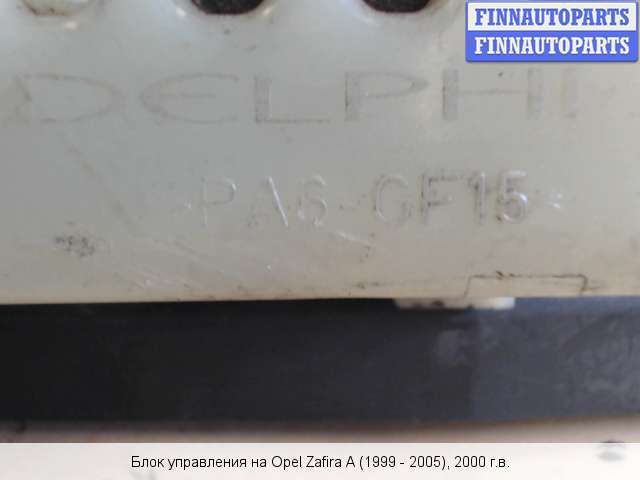 FINNAUTOPARTS
FINNAUTOPARTS
DELPHI
>PA6-GF15<
Блок управления на Opel Zafira A (1999 - 2005), 2000 г.в.